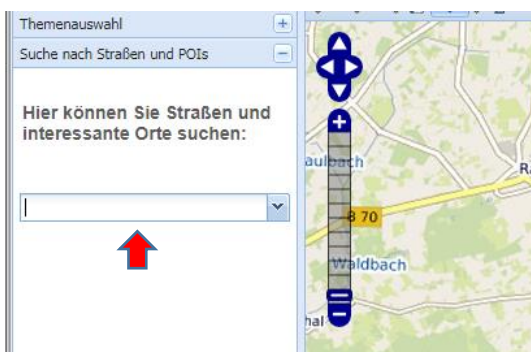 Themenauswahl
Suche nach Straßen und POIs
Hier können Sie Straßen und
interessante Orte suchen:
aulbach
B 70
Waldbach
hal